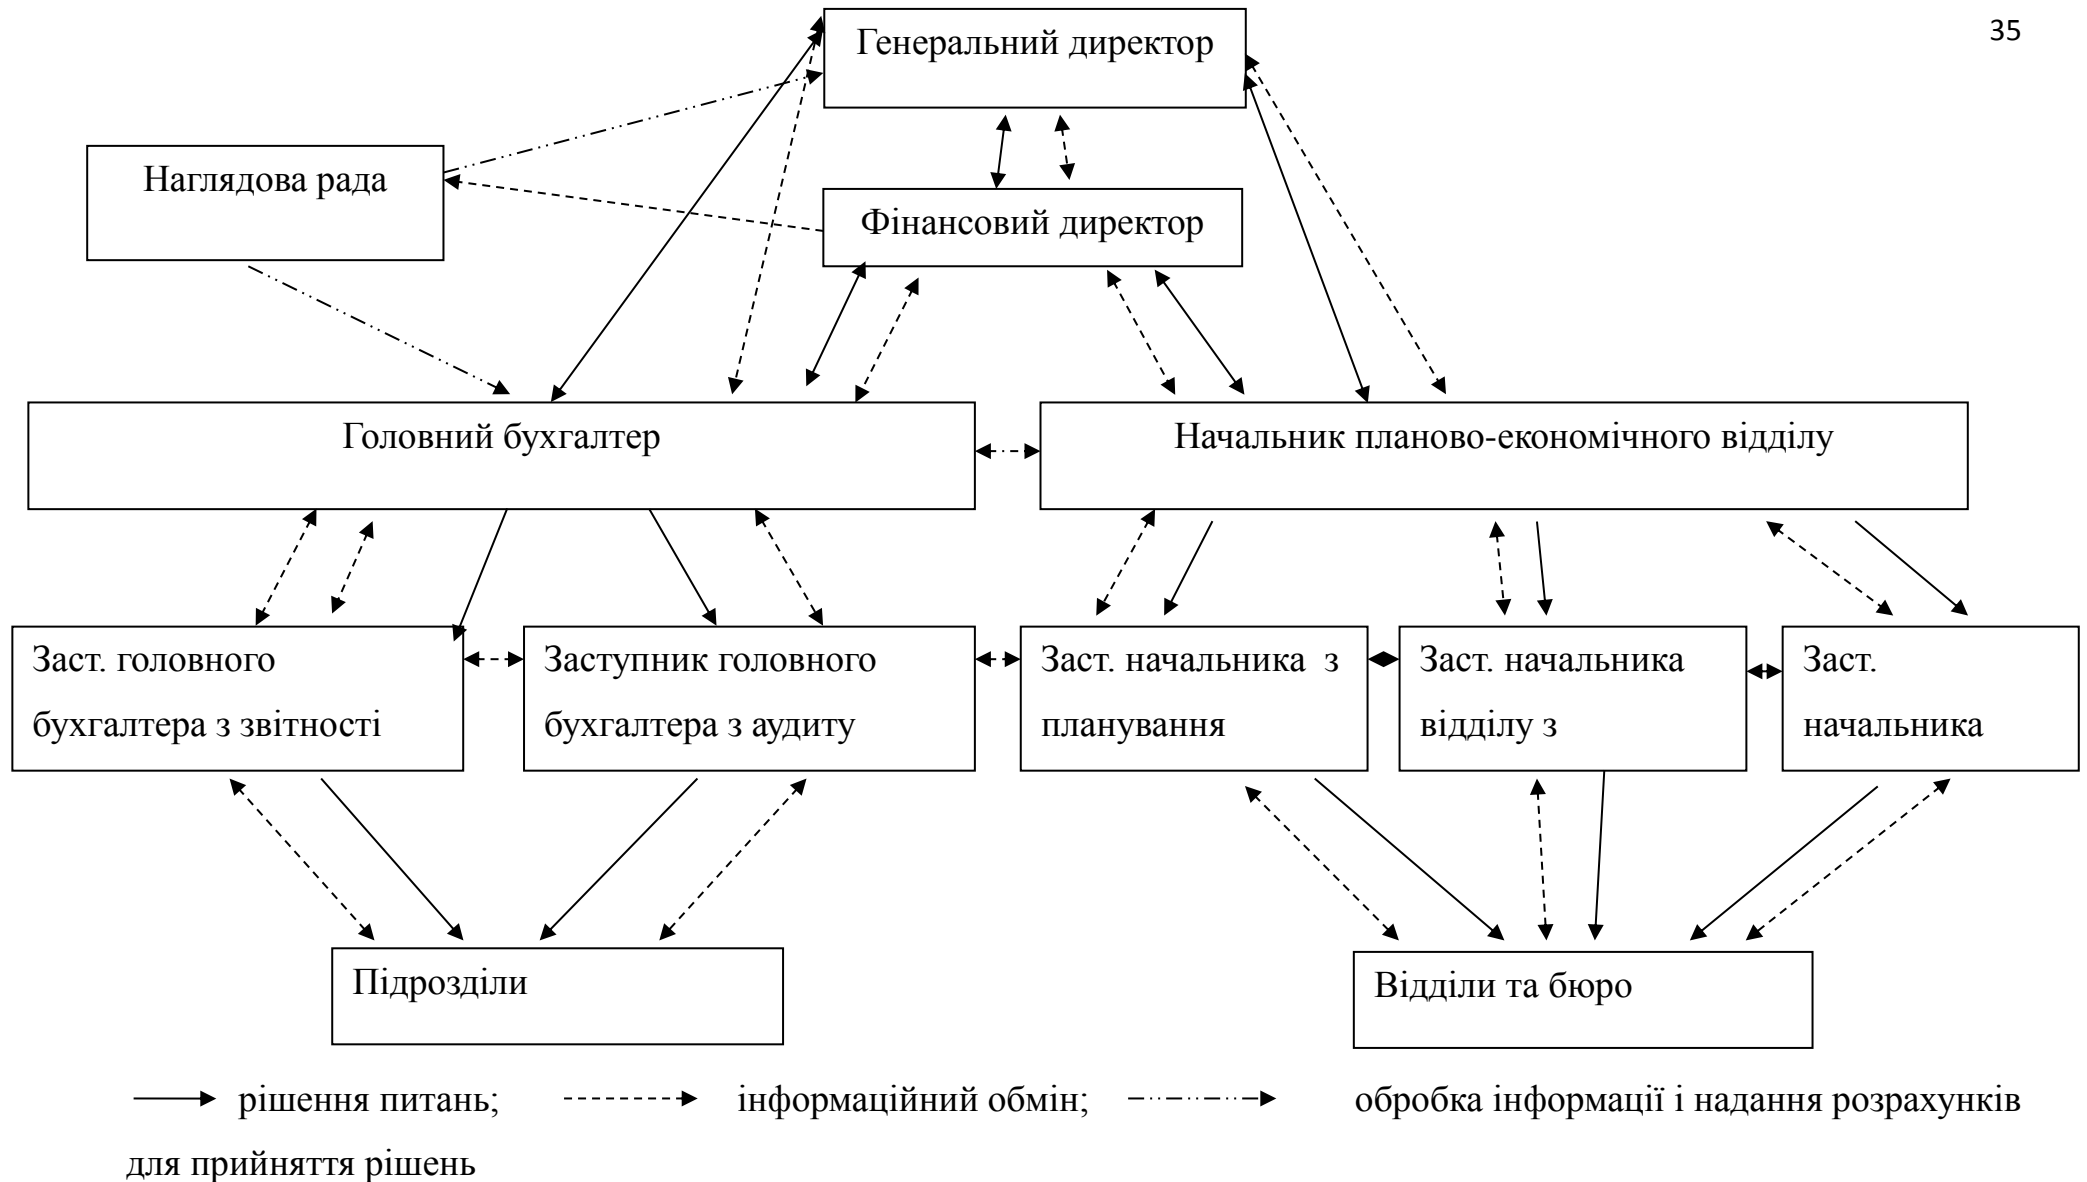 35
Генеральний директор
Наглядова рада
Фінансовий директор
Головний бухгалтер
Начальник планово-економічного відділу
Заст. головного
бухгалтера з звітності
Заступник головного
бухгалтера з аудиту
Заст. начальника з
планування
Заст. начальника
відділу з
Заст.
начальника
Підрозділи
Відділи та бюро
рішення питань; інформаційний обмін; обробка інформації і надання розрахунків
для прийняття рішень